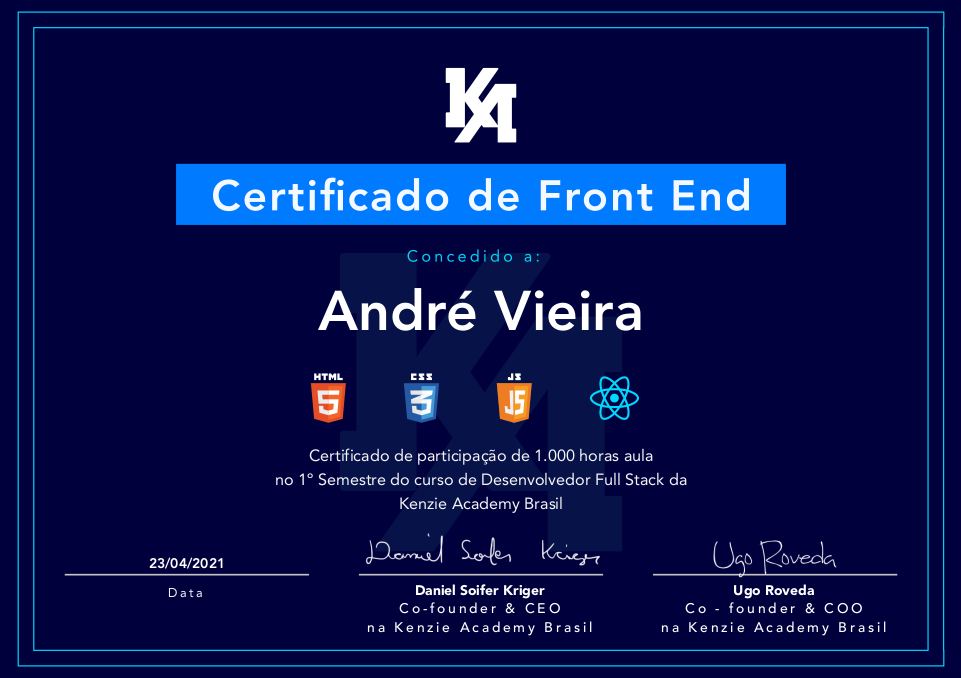 KA
Certificado de Front End
Concedido a:
André Vieira
HTML
5
CSS
3
JS
JS
Certificado de participação de 1.000 horas aula
no 1º Semestre do curso de Desenvolvedor Full Stack da
Kenzie Academy Brasil
Daniel Soifer Kriger
Ugo Roveda
23/04/2021
Data
Daniel Soifer Kriger
Co-founder & CEO
na Kenzie Academy Brasil
Ugo Roveda
Co - founder & COO
na Kenzie Academy Brasil